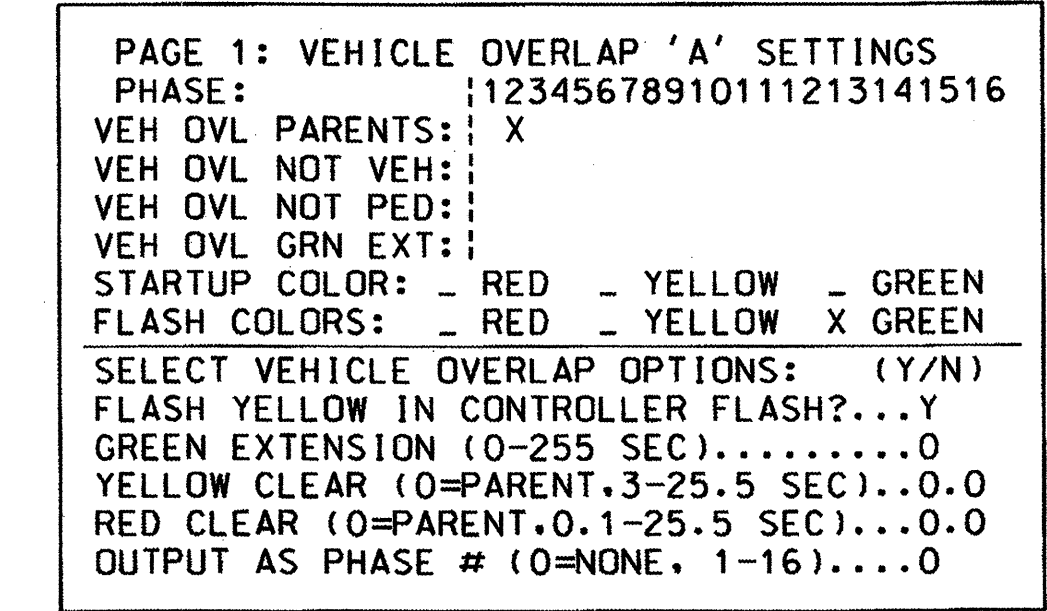 PAGE 1: VEHICLE OVERLAP 'A' SETTINGS
PHASE: ¦12345678910111213141516
VEH OVL PARENTS:¦ X
VEH OVL NOT VEH:¦
VEH OVL NOT PED:¦
VEH OVL GRN EXT:¦
STARTUP COLOR: _ RED _ YELLOW _ GREEN
FLASH COLORS: _ RED _ YELLOW X GREEN
SELECT VEHICLE OVERLAP OPTIONS: (Y/N)
FLASH YELLOW IN CONTROLLER FLASH?...Y
GREEN EXTENSION (0-255 SEC).........0
YELLOW CLEAR (0=PARENT,3-25.5 SEC)..0.0
RED CLEAR (0=PARENT,0.1-25.5 SEC)...0.0
OUTPUT AS PHASE # (0=NONE, 1-16)....0